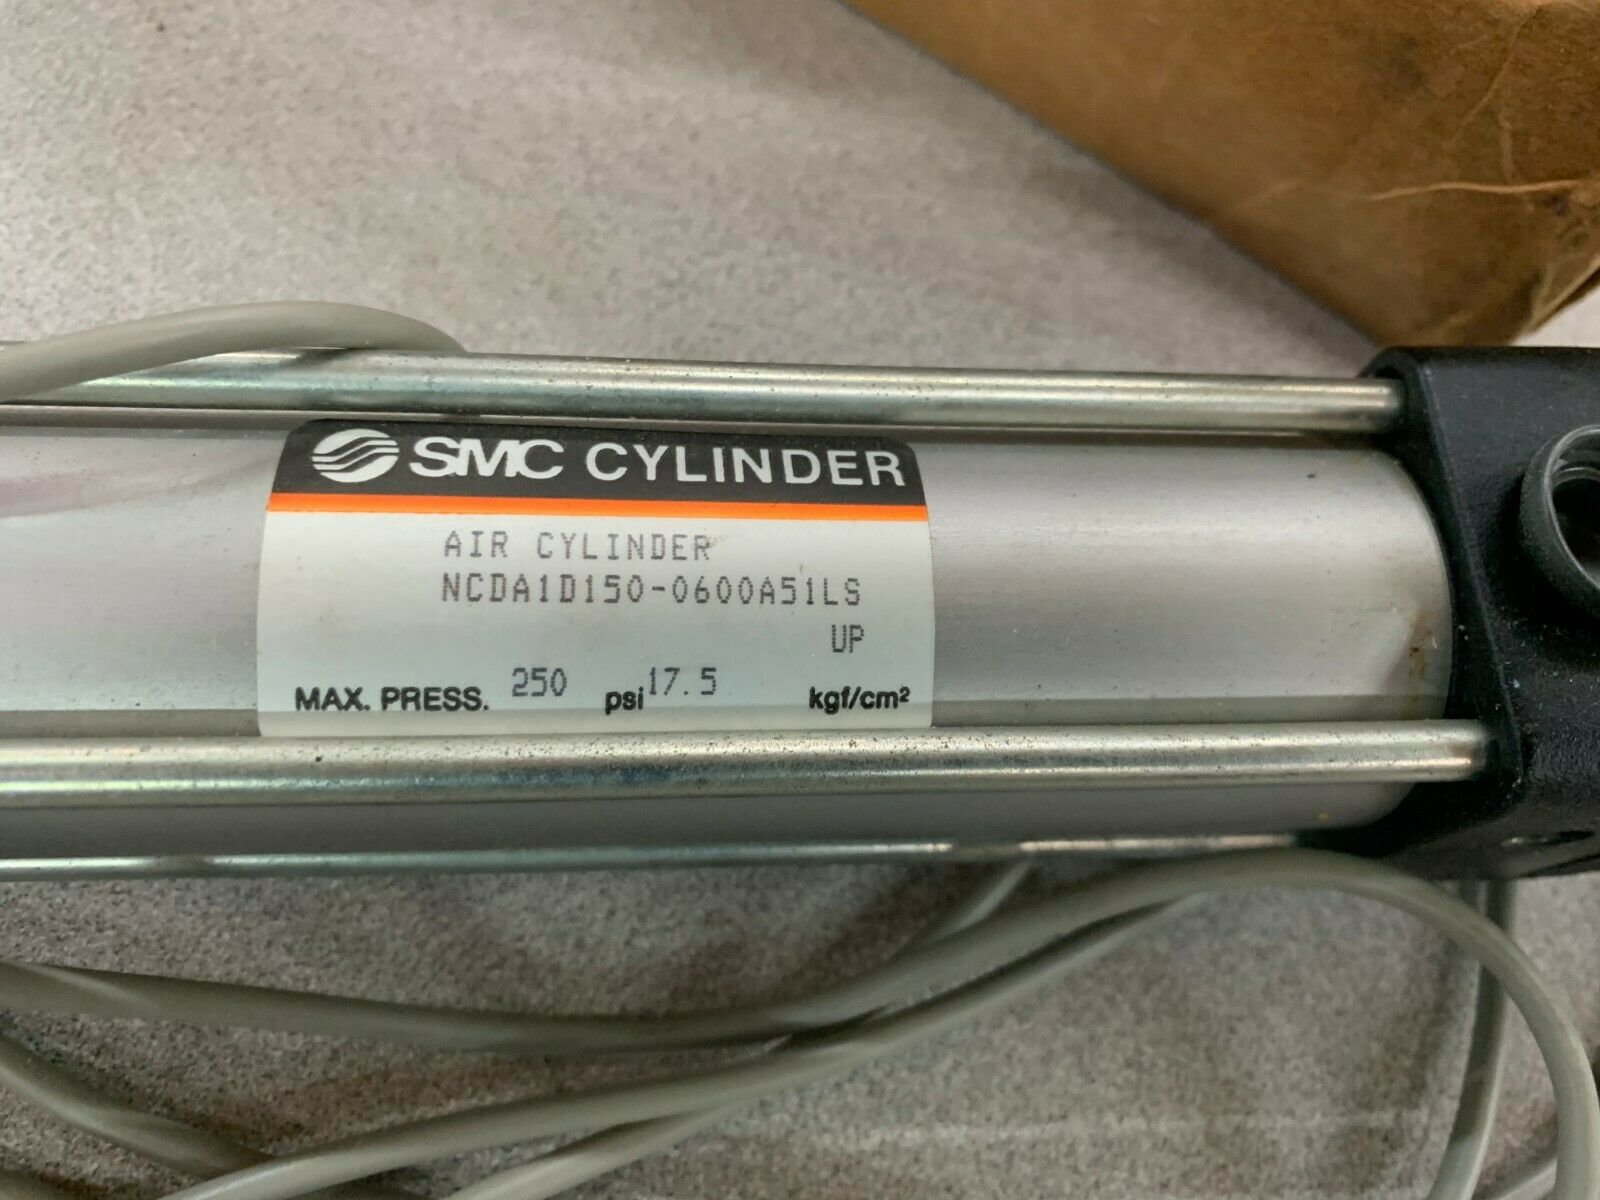 SMC CYLINDER
AIR CYLINDER
NCDA1D150-0600A51LS
UP
MAX. PRESS. 250 psi 17.5 kgf/cm²